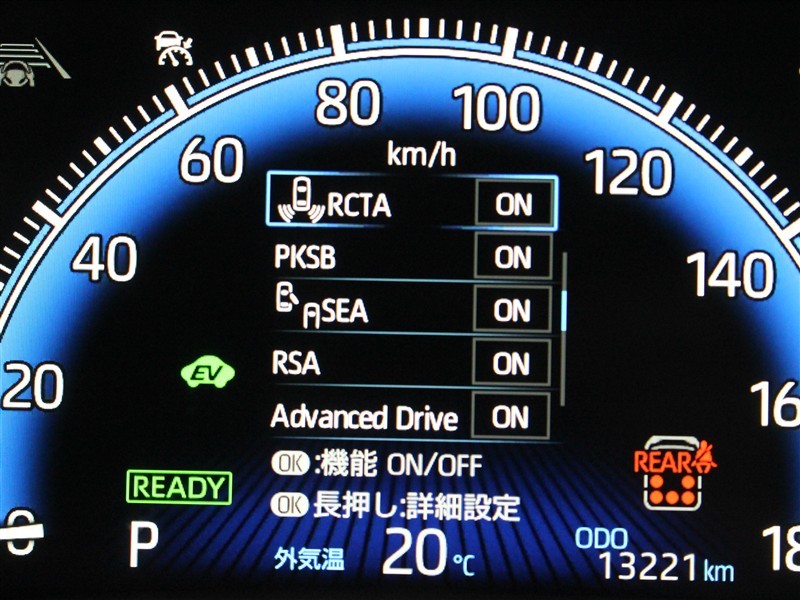 80 100
60 km/h 120
RCTA ON
40 PKSB ON 140
SEA ON
EV RSA ON
20 Advanced Drive ON
OK:機能 ON/OFF REAR
READY OK長押し:詳細設定
0 P 外気温 20℃ ODO
13221km